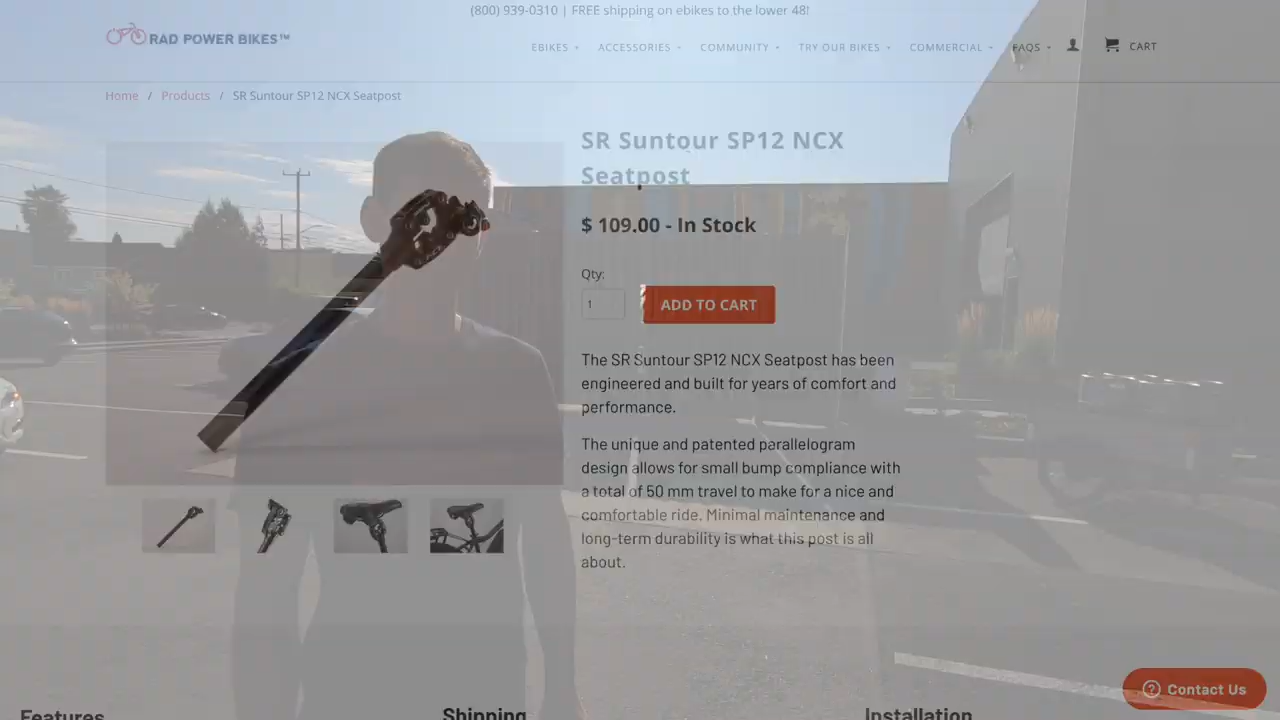 (800) 939-0310 | FREE shipping on ebikes to the lower 48!
RAD POWER BIKES™
EBIKES
ACCESSORIES
COMMUNITY
TRY OUR BIKES
COMMERCIAL
FAQS
CART
Home / Products / SR Suntour SP12 NCX Seatpost
SR Suntour SP12 NCX
Seatpost
$ 109.00 - In Stock
Qty:
1
ADD TO CART
The SR Suntour SP12 NCX Seatpost has been
engineered and built for years of comfort and
performance.
The unique and patented parallelogram
design allows for small bump compliance with
a total of 50 mm travel to make for a nice and
comfortable ride. Minimal maintenance and
long-term durability is what this post is all
about.
Contact Us
Features
Shipping
Installation